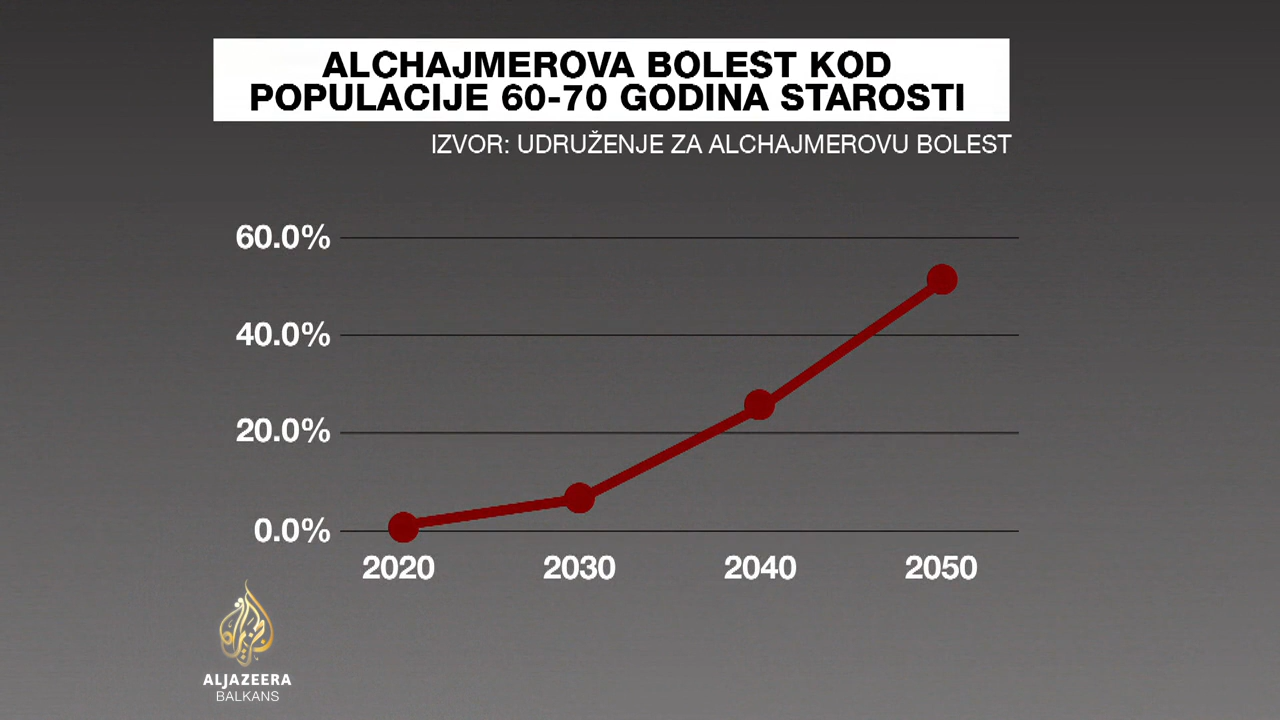 ALCHAJMEROVA BOLEST KOD
POPULACIJE 60-70 GODINA STAROSTI
IZVOR: UDRUŽENJE ZA ALCHAJMEROVU BOLEST
60.0%
40.0%
20.0%
0.0%
2020 2030 2040 2050
ALJAZEERA
BALKANS